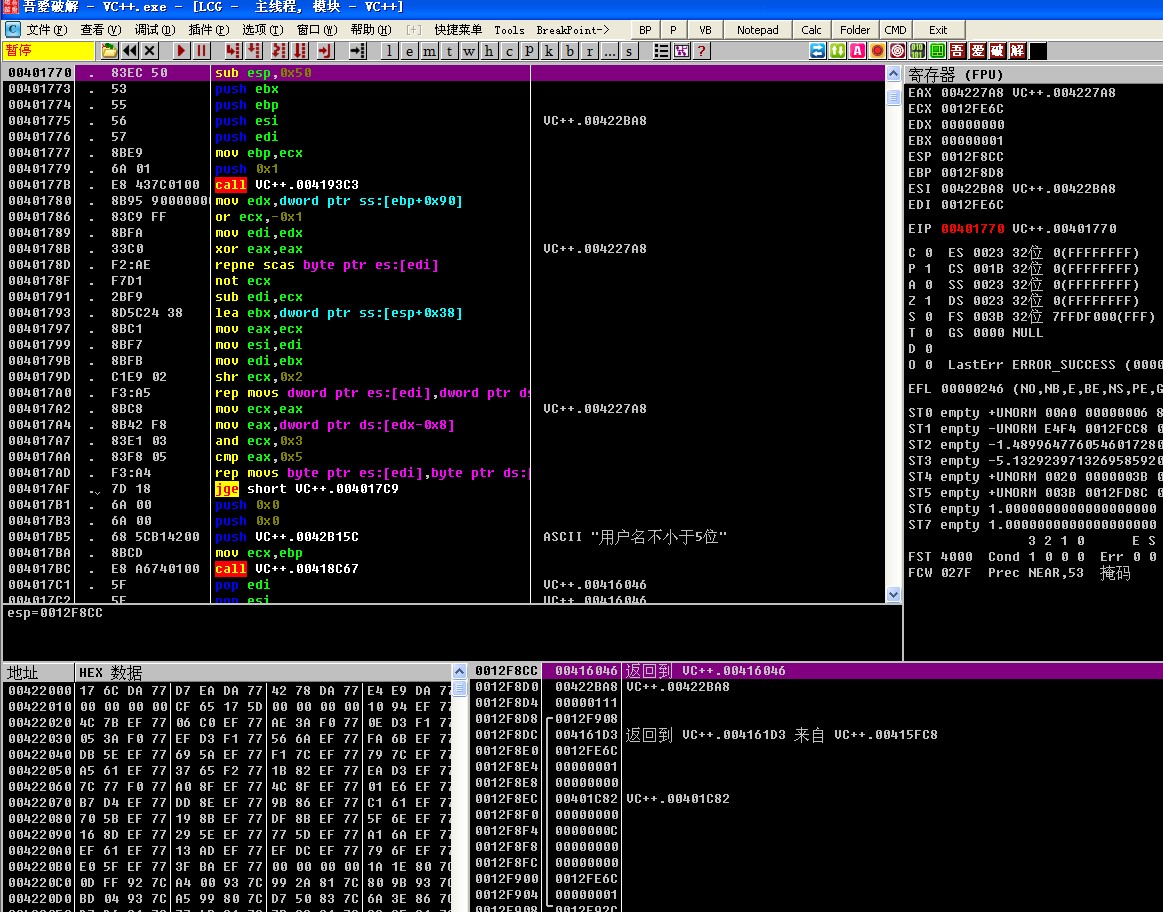 吾爱破解 - VC++.exe - [LCG - 主线程, 模块 - VC++]
文件(F) 查看(V) 调试(D) 插件(P) 选项(T) 窗口(W) 帮助(H) [+] 快捷菜单 Tools BreakPoint-> BP P VB Notepad Calc Folder CMD Exit
暂停 l e m t w h c P k b r ... s ? 吾 爱 破 解
00401770 . 83EC 50 sub esp,0x50
00401773 . 53 push ebx
00401774 . 55 push ebp
00401775 . 56 push esi VC++.00422BA8
00401776 . 57 push edi
00401777 . 8BE9 mov ebp,ecx
00401779 . 6A 01 push 0x1
0040177B . E8 437C0100 call VC++.004193C3
00401780 . 8B95 9000000 mov edx,dword ptr ss:[ebp+0x90]
00401786 . 83C9 FF or ecx,-0x1
00401789 . 8BFA mov edi,edx
0040178B . 33C0 xor eax,eax VC++.004227A8
0040178D . F2:AE repne scas byte ptr es:[edi]
0040178F . F7D1 not ecx
00401791 . 2BF9 sub edi,ecx
00401793 . 8D5C24 38 lea ebx,dword ptr ss:[esp+0x38]
00401797 . 8BC1 mov eax,ecx
00401799 . 8BF7 mov esi,edi
0040179B . 8BFB mov edi,ebx
0040179D . C1E9 02 shr ecx,0x2
004017A0 . F3:A5 rep movs dword ptr es:[edi],dword ptr ds
004017A2 . 8BC8 mov ecx,eax VC++.004227A8
004017A4 . 8B42 F8 mov eax,dword ptr ds:[edx-0x8]
004017A7 . 83E1 03 and ecx,0x3
004017AA . 83F8 05 cmp eax,0x5
004017AD . F3:A4 rep movs byte ptr es:[edi],byte ptr ds:[
004017AF . 7D 18 jge short VC++.004017C9
004017B1 . 6A 00 push 0x0
004017B3 . 6A 00 push 0x0
004017B5 . 68 5CB14200 push VC++.0042B15C ASCII "用户名不小于5位"
004017BA . 8BCD mov ecx,ebp
004017BC . E8 A6740100 call VC++.00418C67
004017C1 . 5F pop edi VC++.00416046
004017C2 . 5E pop esi VC++.00416046
esp=0012F8CC
寄存器 (FPU)
EAX 004227A8 VC++.004227A8
ECX 0012FE6C
EDX 00000000
EBX 00000001
ESP 0012F8CC
EBP 0012F8D8
ESI 00422BA8 VC++.00422BA8
EDI 0012FE6C
EIP 00401770 VC++.00401770
C 0 ES 0023 32位 0(FFFFFFFF)
P 1 CS 001B 32位 0(FFFFFFFF)
A 0 SS 0023 32位 0(FFFFFFFF)
Z 1 DS 0023 32位 0(FFFFFFFF)
S 0 FS 003B 32位 7FFDF000(FFF)
T 0 GS 0000 NULL
D 0
O 0 LastErr ERROR_SUCCESS (0000
EFL 00000246 (NO,NB,E,BE,NS,PE,G
ST0 empty +UNORM 00A0 00000006 8
ST1 empty -UNORM E4F4 0012FCC8 0
ST2 empty -1.4899647760546017280
ST3 empty -5.1329239713269585920
ST4 empty +UNORM 0020 0000003B 0
ST5 empty +UNORM 003B 0012FD8C 0
ST6 empty 1.00000000000000000000
ST7 empty 1.00000000000000000000
3 2 1 0 E S
FST 4000 Cond 1 0 0 0 Err 0 0
FCW 027F Prec NEAR,53 掩码
地址 HEX 数据
00422000 17 6C DA 77 D7 EA DA 77 42 78 DA 77 E4 E9 DA 7
00422010 00 00 00 00 CF 65 17 5D 00 00 00 00 10 94 EF 7
00422020 4C 7B EF 77 06 C0 EF 77 AE 3A F0 77 0E D3 F1 7
00422030 05 3A F0 77 EF D3 F1 77 56 6A EF 77 FA 6B EF 7
00422040 DB 5E EF 77 69 5A EF 77 F1 7C EF 77 79 7C EF 7
00422050 A5 61 EF 77 37 65 F2 77 1B 82 EF 77 EA D3 EF 7
00422060 7C 77 F0 77 A0 8F EF 77 4C 8F EF 77 01 E6 EF 7
00422070 B7 D4 EF 77 DD 8E EF 77 9B 86 EF 77 C1 61 EF 7
00422080 70 5B EF 77 19 8B EF 77 DF 8B EF 77 5F 6E EF 7
00422090 16 8D EF 77 29 5E EF 77 77 5D EF 77 A1 6A EF 7
004220A0 EF 61 EF 77 13 AD EF 77 EF DC EF 77 79 6F EF 7
004220B0 E0 5F EF 77 3F BA EF 77 00 00 00 00 1A 1E 80 7
004220C0 0D FF 92 7C A4 00 93 7C 99 2A 81 7C 80 9B 93 7
004220D0 BD 04 93 7C A5 99 80 7C D7 50 83 7C 6A 3E 86 7
0012F8CC 00416046 返回到 VC++.00416046
0012F8D0 00422BA8 VC++.00422BA8
0012F8D4 00000111
0012F8D8 0012F908
0012F8DC 004161D3 返回到 VC++.004161D3 来自 VC++.00415FC8
0012F8E0 0012FE6C
0012F8E4 00000001
0012F8E8 00000000
0012F8EC 00401C82 VC++.00401C82
0012F8F0 00000000
0012F8F4 0000000C
0012F8F8 00000000
0012F8FC 00000000
0012F900 0012FE6C
0012F904 00000001
0012F908 0012F92C